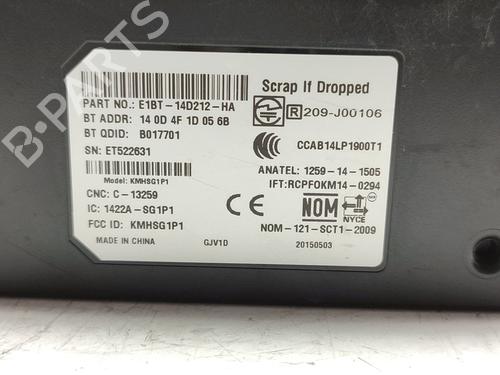 Scrap If Dropped
PART NO.: E1BT-14D212-HA
BT ADDR: 14 0D 4F 1D 05 6B
R 209-J00106
BT QDID: B017701
CCAB14LP1900T1
SN: ET522631
ANATEL: 1259-14-1505
Model: KMHSG1P1
IFT:RCPFOKM14-0294
CNC: C-13259
IC: 1422A-SG1P1
CE
NOM
NYCE
FCC ID: KMHSG1P1
NOM-121-SCT1-2009
MADE IN CHINA
GJV1D
20150503
B-Parts